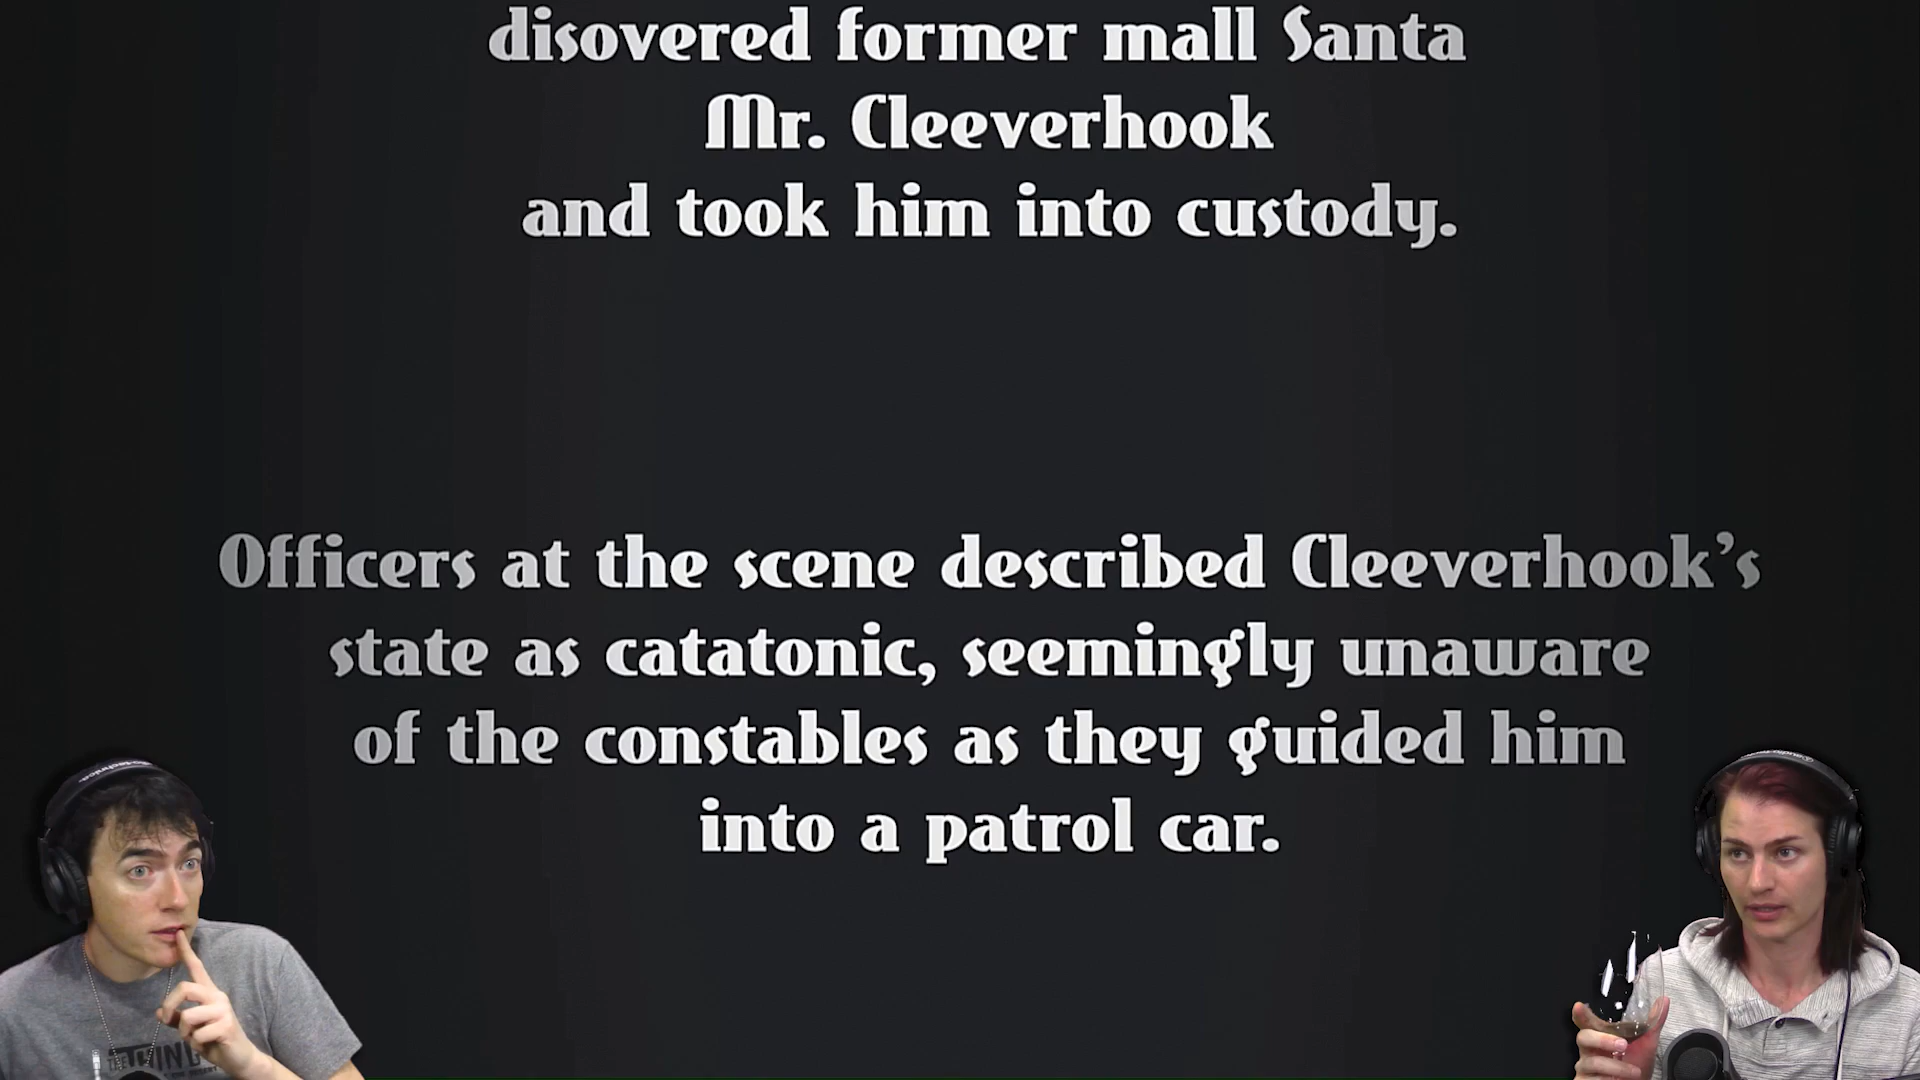 disovered former mall Santa
Mr. Cleeverhook
and took him into custody.
Officers at the scene described Cleeverhook's
state as catatonic, seemingly unaware
of the constables as they guided him
into a patrol car.